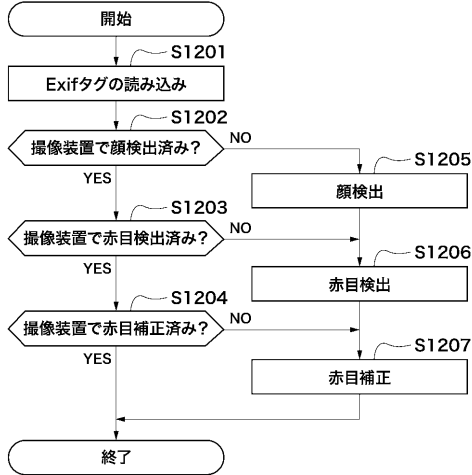 開始
S1201
Exifタグの読み込み
S1202
撮像装置で顔検出済み？
NO
YES
S1205
顔検出
S1203
撮像装置で赤目検出済み？
NO
YES
S1206
赤目検出
S1204
撮像装置で赤目補正済み？
NO
YES
S1207
赤目補正
終了